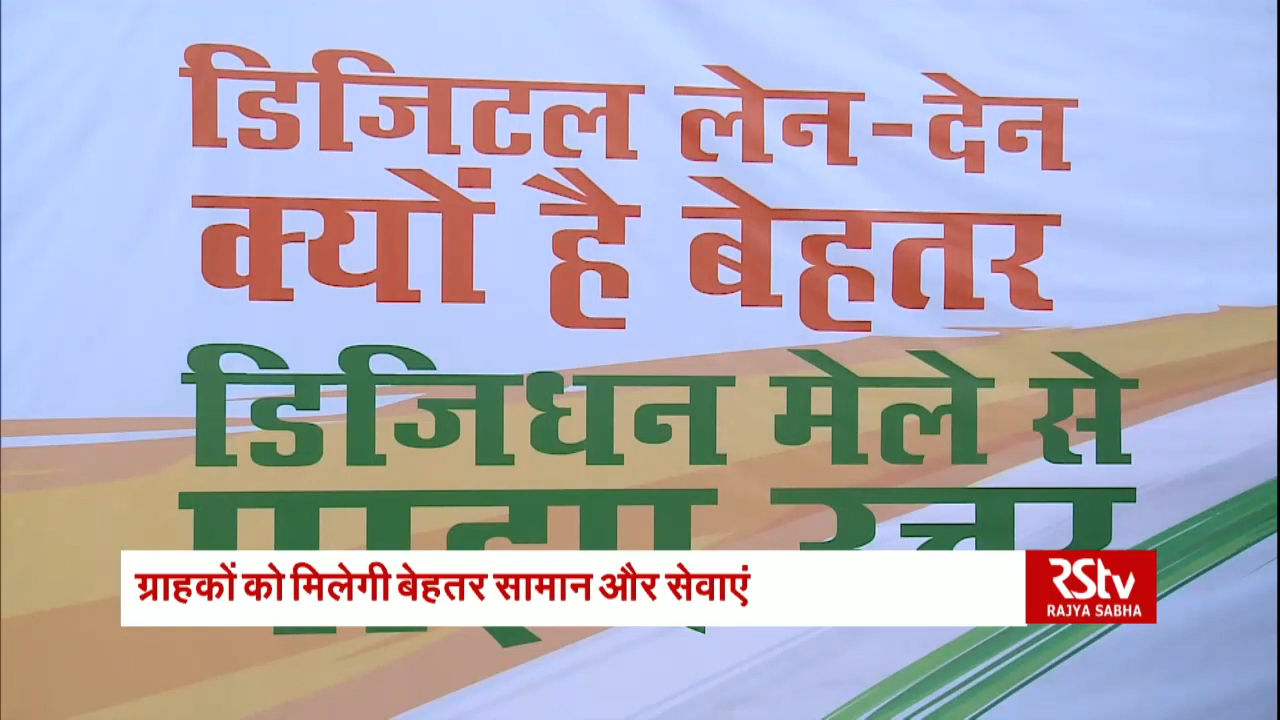 डिजिटल लेन-देन
क्यों है बेहतर
डिजिधन मेले से
ग्राहकों को मिलेगी बेहतर सामान और सेवाएं
RStv
RAJYA SABHA